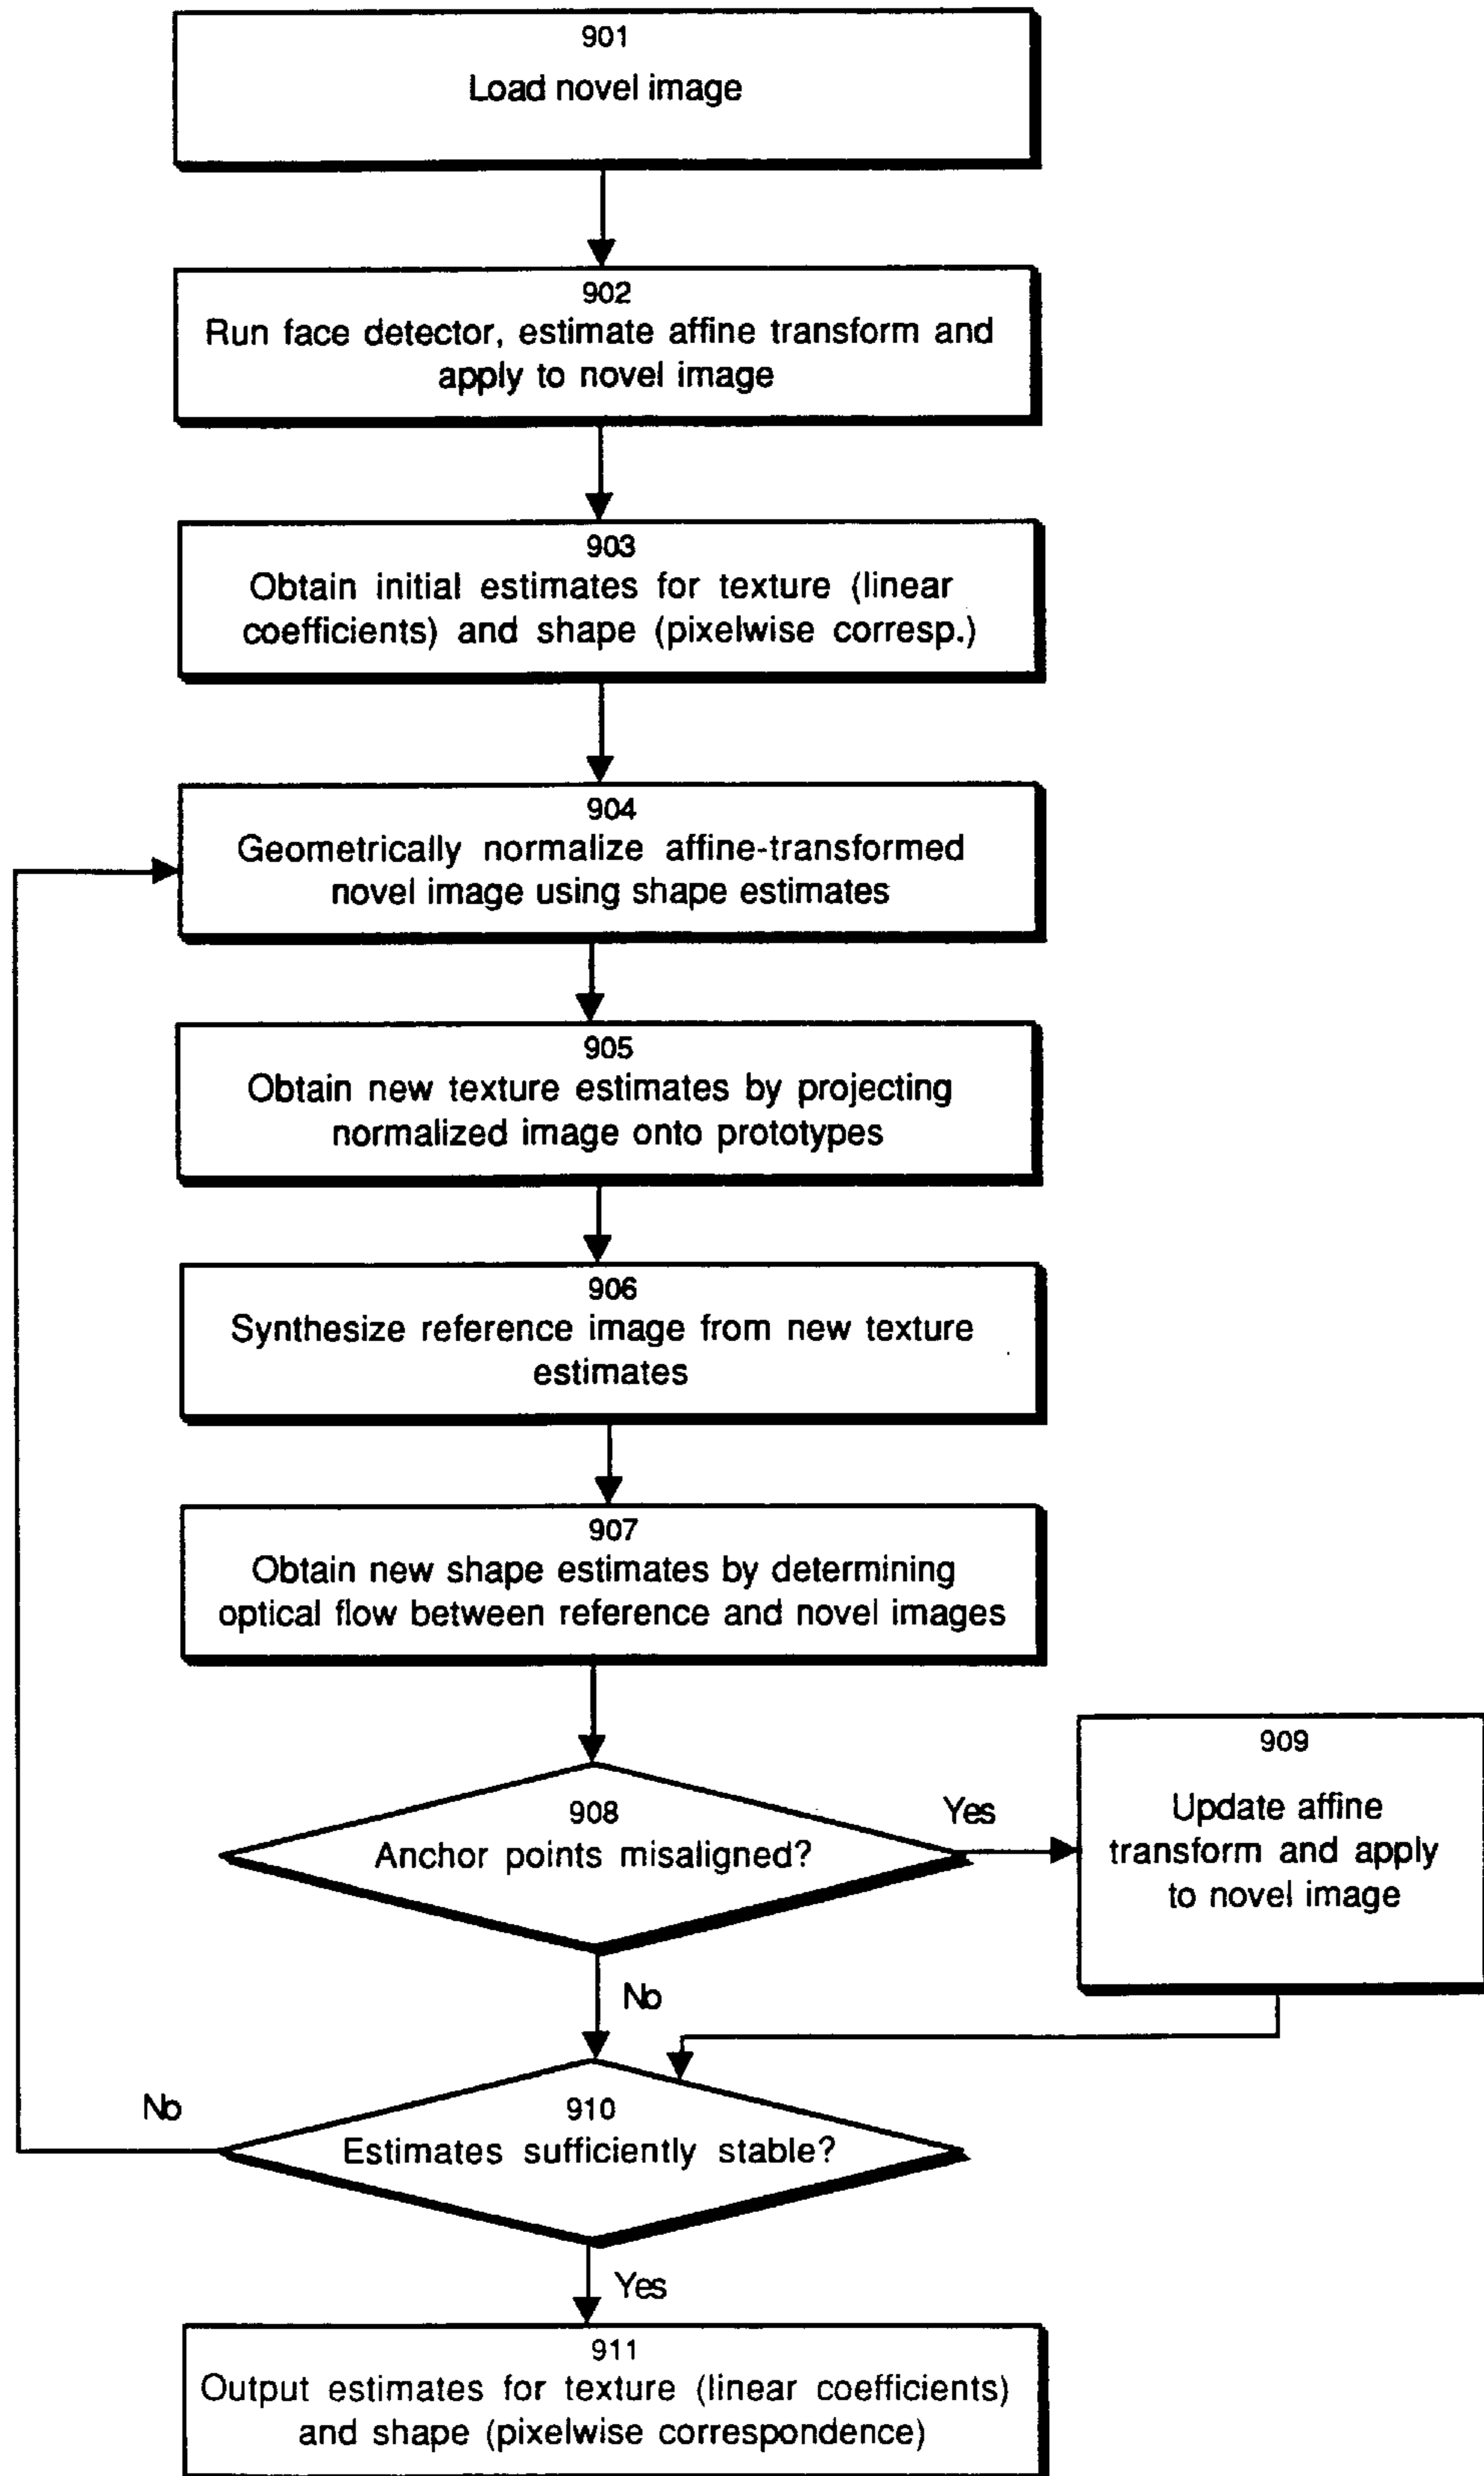 901
Load novel image
902
Run face detector, estimate affine transform and
apply to novel image
903
Obtain initial estimates for texture (linear
coefficients) and shape (pixelwise corresp.)
904
Geometrically normalize affine-transformed
novel image using shape estimates
905
Obtain new texture estimates by projecting
normalized image onto prototypes
906
Synthesize reference image from new texture
estimates
907
Obtain new shape estimates by determining
optical flow between reference and novel images
908
Anchor points misaligned?
Yes
909
Update affine
transform and apply
to novel image
No
910
Estimates sufficiently stable?
No
Yes
911
Output estimates for texture (linear coefficients)
and shape (pixelwise correspondence)